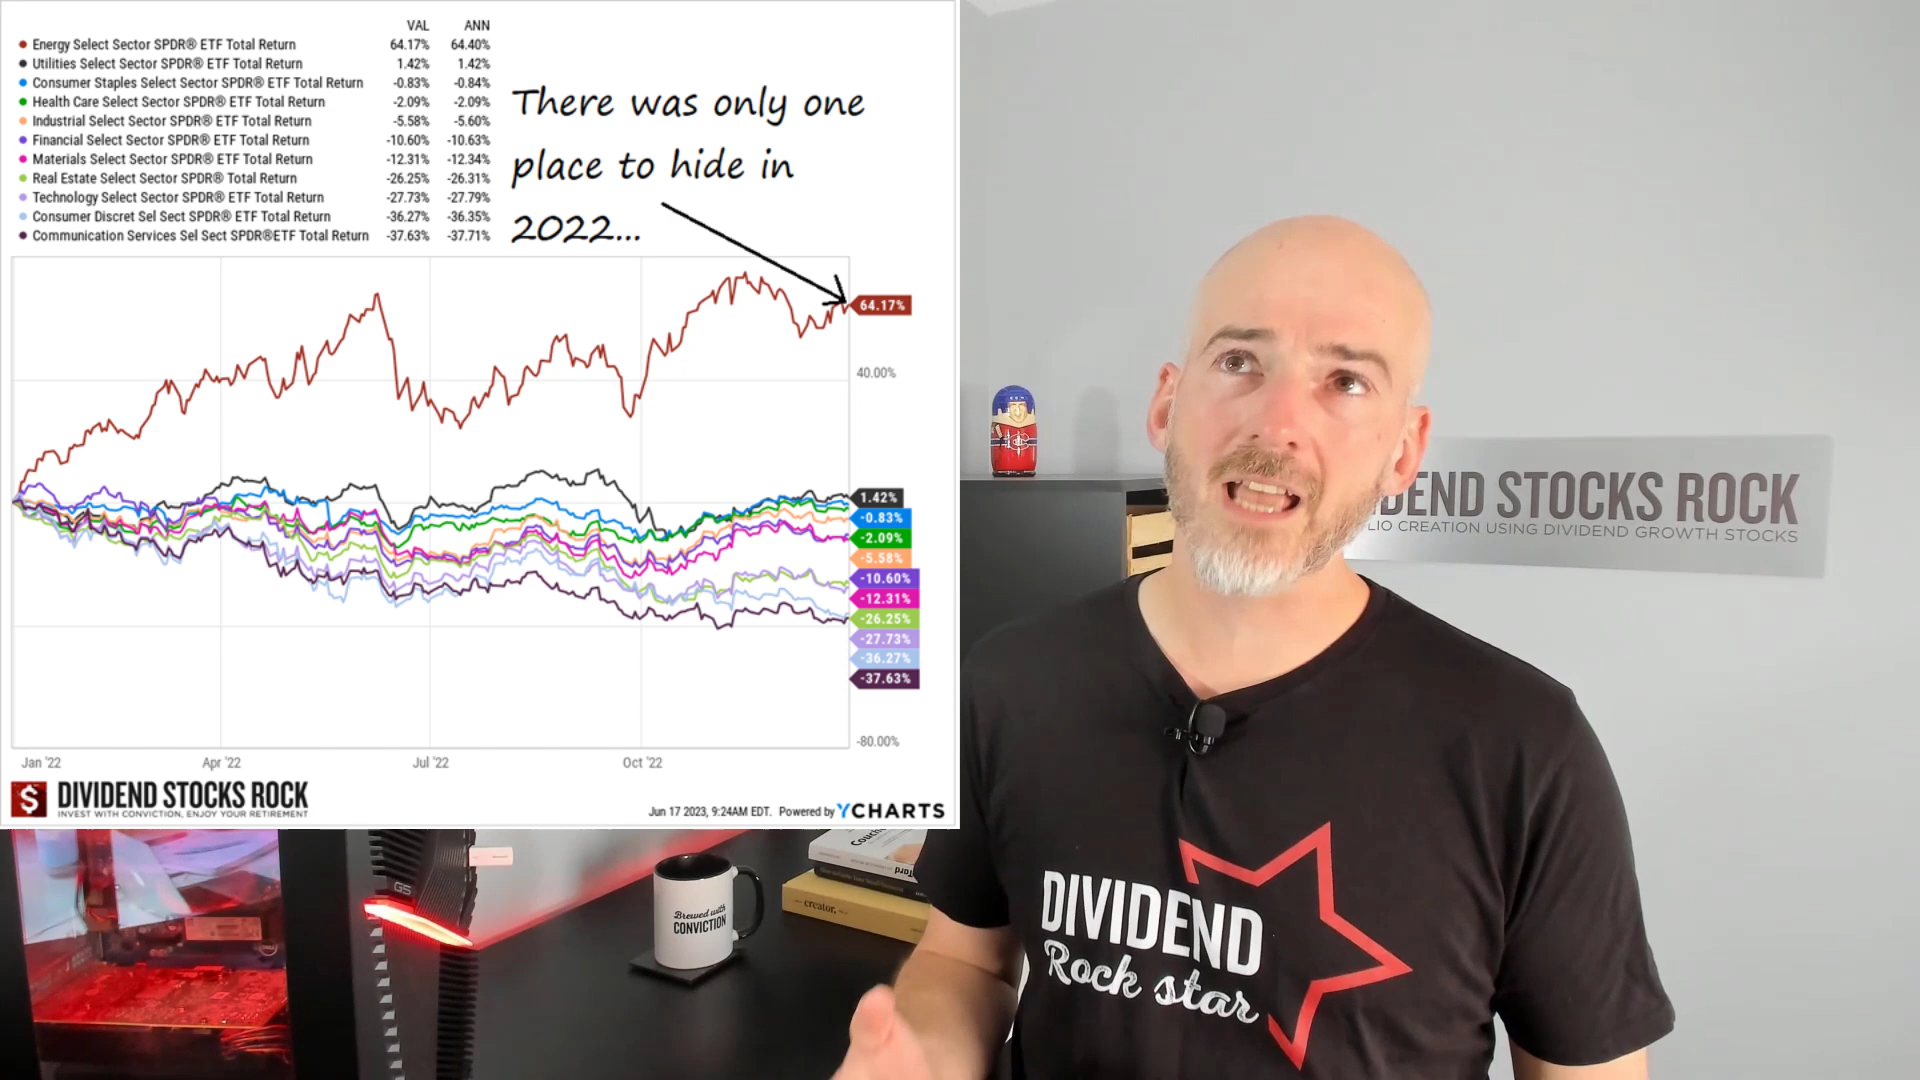 VAL ANN
Energy Select Sector SPDR® ETF Total Return 64.17% 64.40%
Utilities Select Sector SPDR® ETF Total Return 1.42% 1.42%
Consumer Staples Select Sector SPDR® ETF Total Return -0.83% -0.84%
Health Care Select Sector SPDR® ETF Total Return -2.09% -2.09%
Industrial Select Sector SPDR® ETF Total Return -5.58% -5.60%
Financial Select Sector SPDR® ETF Total Return -10.60% -10.63%
Materials Select Sector SPDR® ETF Total Return -12.31% -12.34%
Real Estate Select Sector SPDR® ETF Total Return -26.25% -26.31%
Technology Select Sector SPDR® ETF Total Return -27.73% -27.79%
Consumer Discret Sel Sect SPDR® ETF Total Return -36.27% -36.35%
Communication Services Sel Sect SPDR®ETF Total Return -37.63% -37.71%
There was only one
place to hide in
2022...
64.17%
40.00%
1.42%
-0.83%
-2.09%
-5.58%
-10.60%
-12.31%
-26.25%
-27.73%
-36.27%
-37.63%
-80.00%
Jan '22 Apr '22 Jul '22 Oct '22
$ DIVIDEND STOCKS ROCK
INVEST WITH CONVICTION, ENJOY YOUR RETIREMENT
Jun 17 2023, 9:24AM EDT. Powered by YCHARTS
DEND STOCKS ROCK
LIO CREATION USING DIVIDEND GROWTH STOCKS
G5
Brewed with
CONVICTION
Couch
creator.
DIVIDEND
Rock star